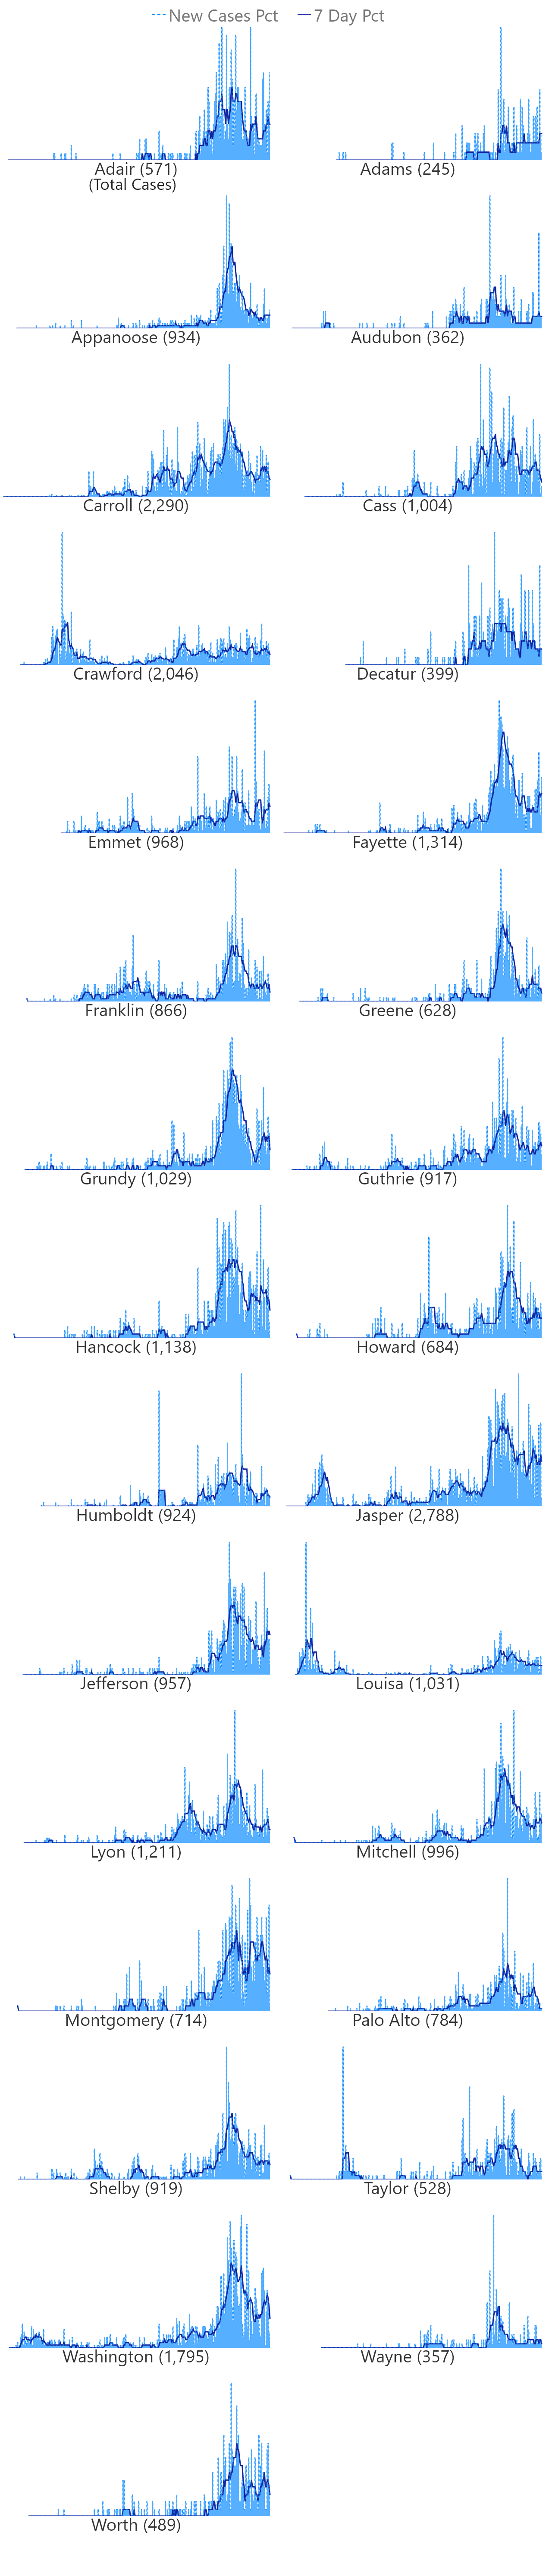 New Cases Pct 7 Day Pct
Adair (571) Adams (245)
(Total Cases)
Appanoose (934) Audubon (362)
Carroll (2,290) Cass (1,004)
Crawford (2,046) Decatur (399)
Emmet (968) Fayette (1,314)
Franklin (866) Greene (628)
Grundy (1,029) Guthrie (917)
Hancock (1,138) Howard (684)
Humboldt (924) Jasper (2,788)
Jefferson (957) Louisa (1,031)
Lyon (1,211) Mitchell (996)
Montgomery (714) Palo Alto (784)
Shelby (919) Taylor (528)
Washington (1,795) Wayne (357)
Worth (489)